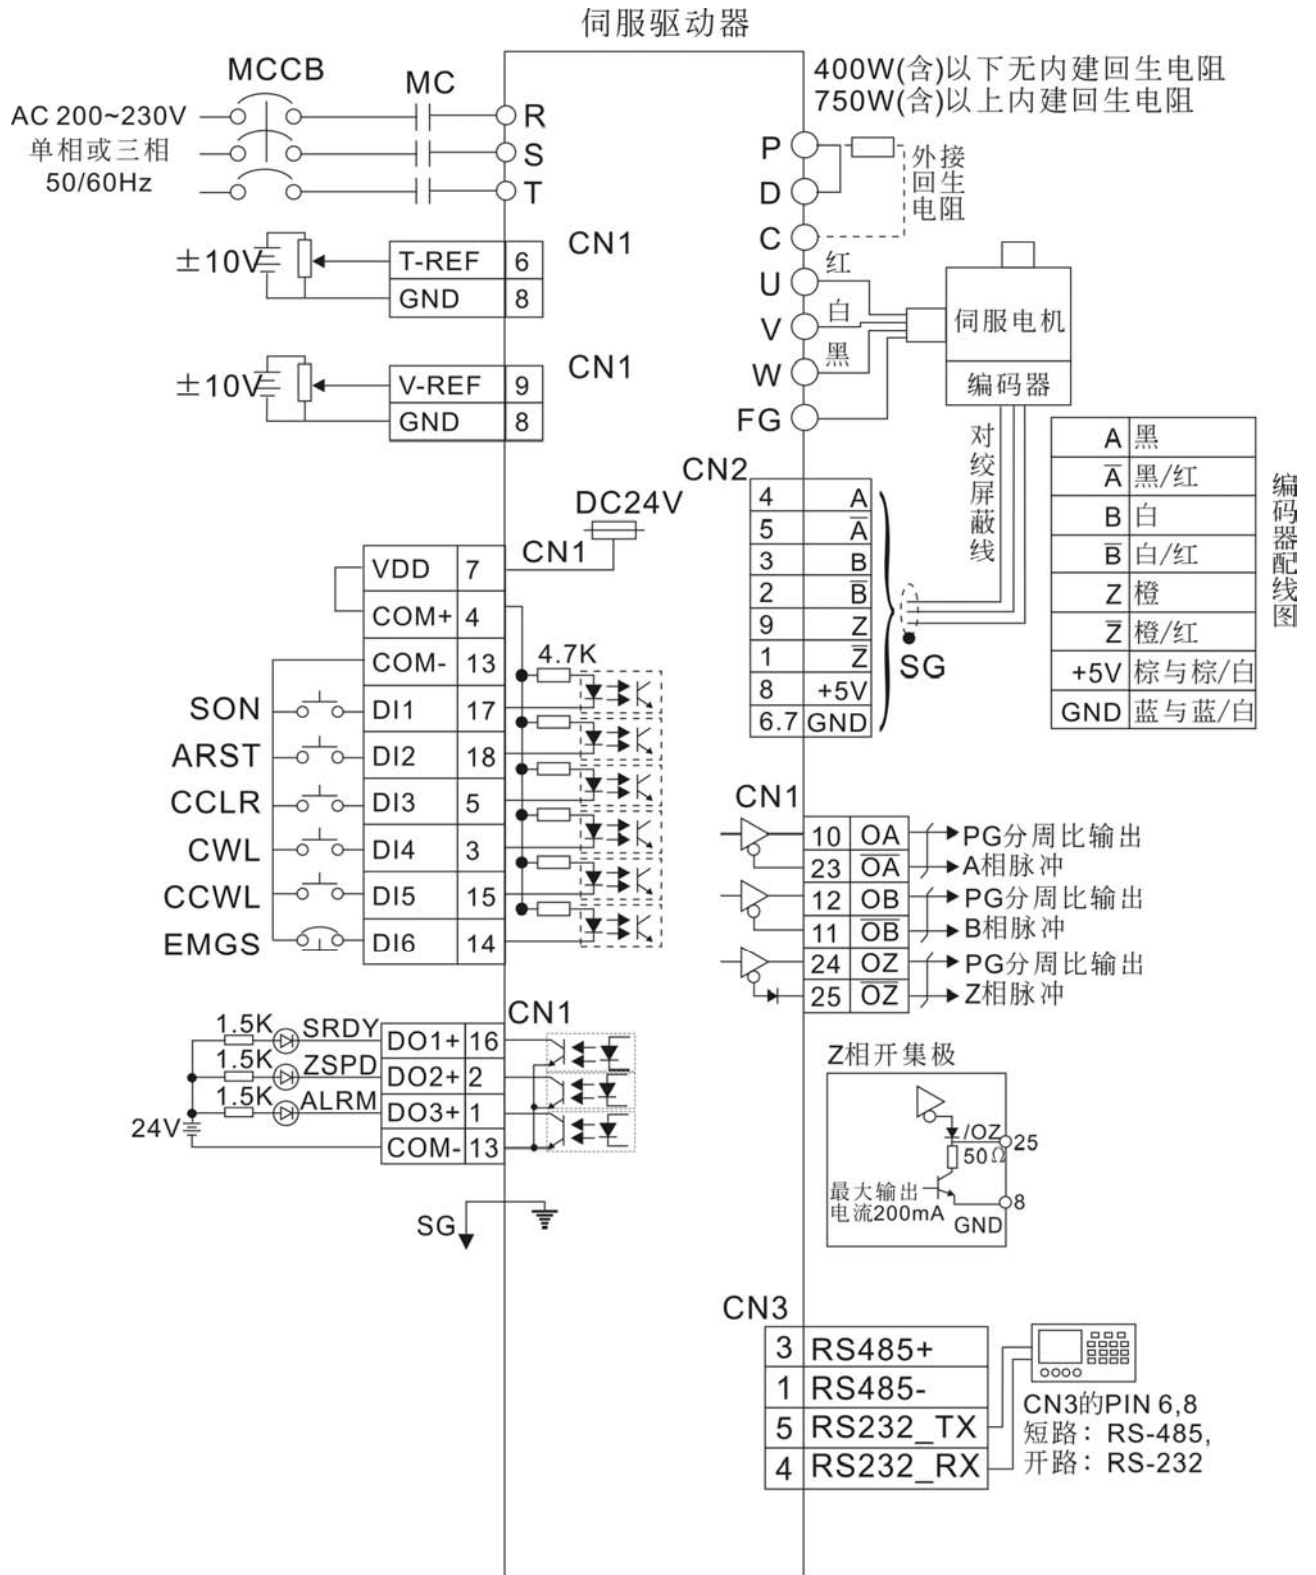 伺服驱动器
MCCB
MC
AC 200~230V
单相或三相
50/60Hz
R
S
T
400W(含)以下无内建回生电阻
750W(含)以上内建回生电阻
P
D
C
外接
回生
电阻
U
V
W
FG
红
白
黑
伺服电机
编码器
对绞屏蔽线
±10V
T-REF 6
GND 8
CN1
±10V
V-REF 9
GND 8
CN1
CN2
4 A
5 A̅
3 B
2 B̅
9 Z
1 Z̅
8 +5V
6.7 GND
SG
A 黑
A̅ 黑/红
B 白
B̅ 白/红
Z 橙
Z̅ 橙/红
+5V 棕与棕/白
GND 蓝与蓝/白
编码器配线图
DC24V
CN1
VDD 7
COM+ 4
COM- 13
4.7K
SON DI1 17
ARST DI2 18
CCLR DI3 5
CWL DI4 3
CCWL DI5 15
EMGS DI6 14
CN1
10 OA PG分周比输出
23 O̅A̅ A相脉冲
12 OB PG分周比输出
11 O̅B̅ B相脉冲
24 OZ PG分周比输出
25 O̅Z̅ Z相脉冲
CN1
1.5K SRDY DO1+ 16
1.5K ZSPD DO2+ 2
1.5K ALRM DO3+ 1
24V COM- 13
SG
Z相开集极
/OZ 25
50Ω
最大输出
电流200mA
8
GND
CN3
3 RS485+
1 RS485-
5 RS232_TX
4 RS232_RX
CN3的PIN 6,8
短路：RS-485,
开路：RS-232